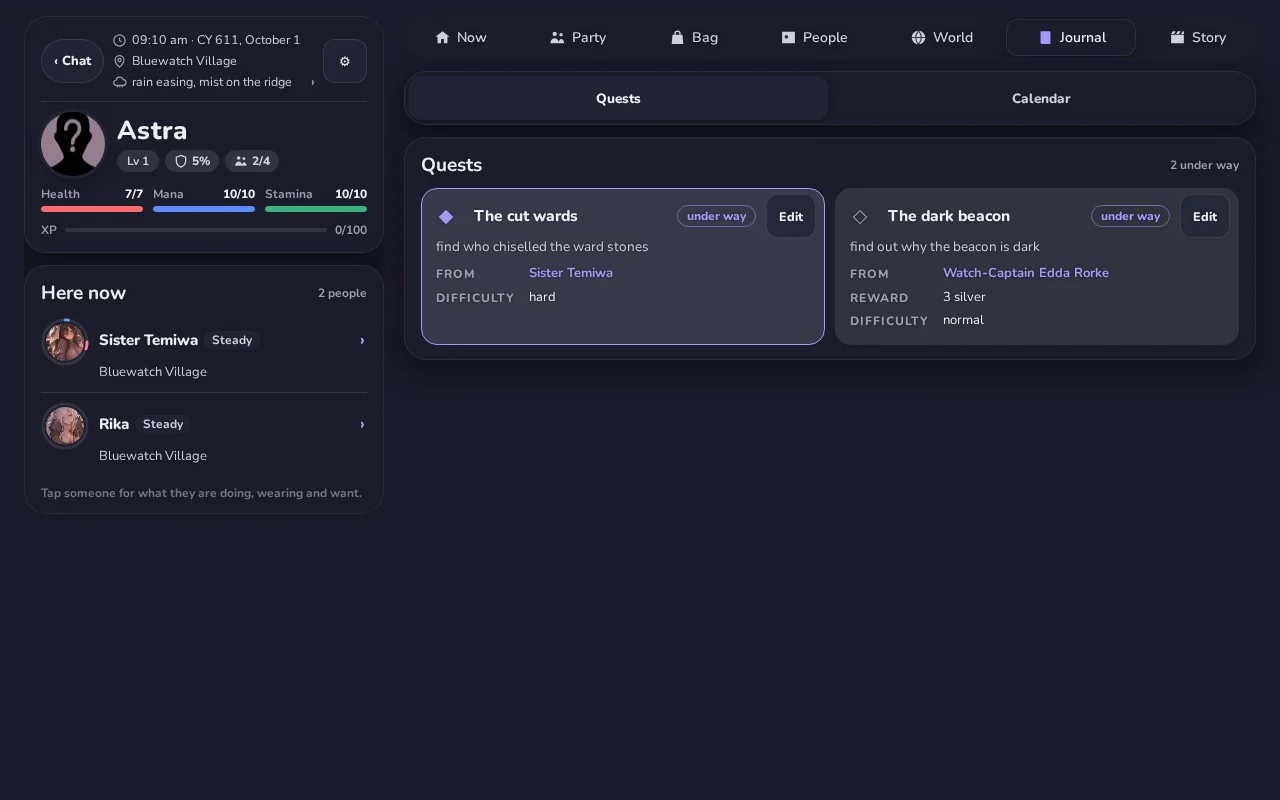 ‹ Chat
09:10 am · CY 611, October 1
Bluewatch Village
rain easing, mist on the ridge ›
Astra
Lv 1 5% 2/4
Health 7/7 Mana 10/10 Stamina 10/10
XP 0/100
Here now 2 people
Sister Temiwa Steady ›
Bluewatch Village
Rika Steady ›
Bluewatch Village
Tap someone for what they are doing, wearing and want.
Now Party Bag People World Journal Story
Quests Calendar
Quests 2 under way
The cut wards under way Edit
find who chiselled the ward stones
FROM Sister Temiwa
DIFFICULTY hard
The dark beacon under way Edit
find out why the beacon is dark
FROM Watch-Captain Edda Rorke
REWARD 3 silver
DIFFICULTY normal